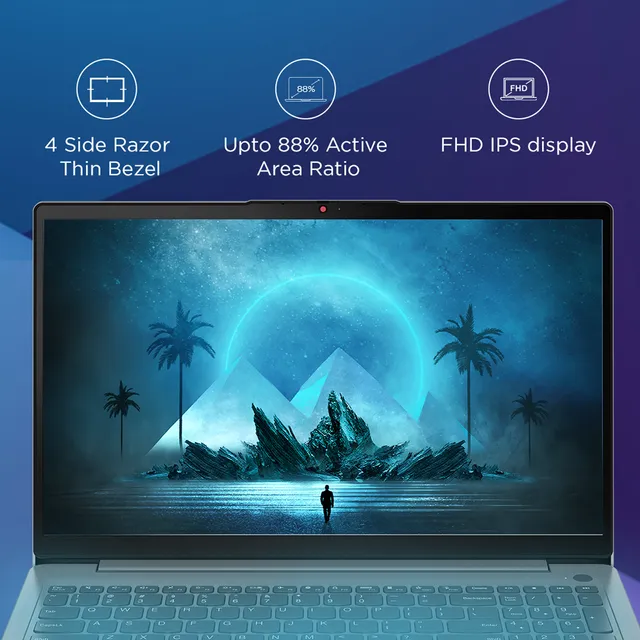 88%
FHD
4 Side Razor
Thin Bezel
Upto 88% Active
Area Ratio
FHD IPS display
Q W E R T Y U I O P